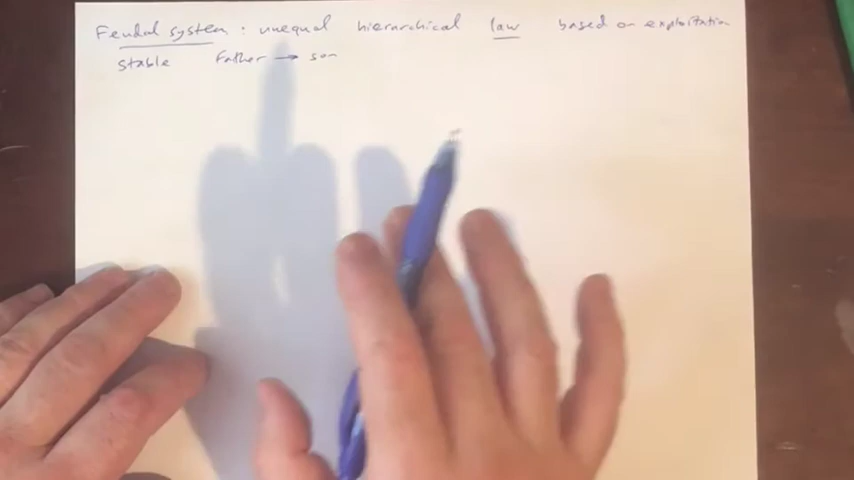 Feudal system : unequal hierarchical law based on exploitation
stable Father → son